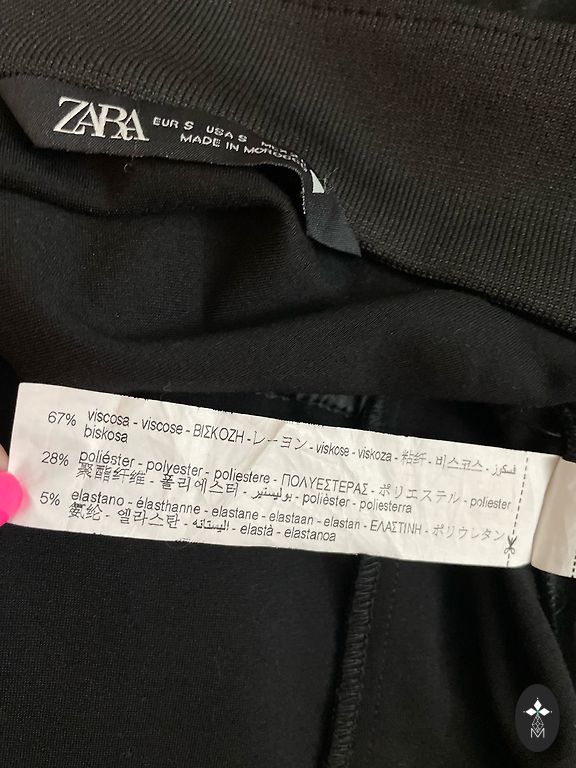 ZARA
EUR S USA S
MADE IN MOROCCO
67% viscosa - viscose - ΒΙΣΚΟΖΗ - レーヨン - viskose - viskoza - 粘纤 - 비스코스 - فسكوز
biskosa
28% poliéster - polyester - poliestere - ΠΟΛΥΕΣΤΕΡΑΣ - ポリエステル - poliester
聚酯纤维 - 폴리에스터 - بوليستير - polièster - poliesterra
5% elastano - élasthanne - elastane - elastaan - elastan - ΕΛΑΣΤΙΝΗ - ポリウレタン
氨纶 - 엘라스탄 - اليستانه - elastà - elastanoa
M